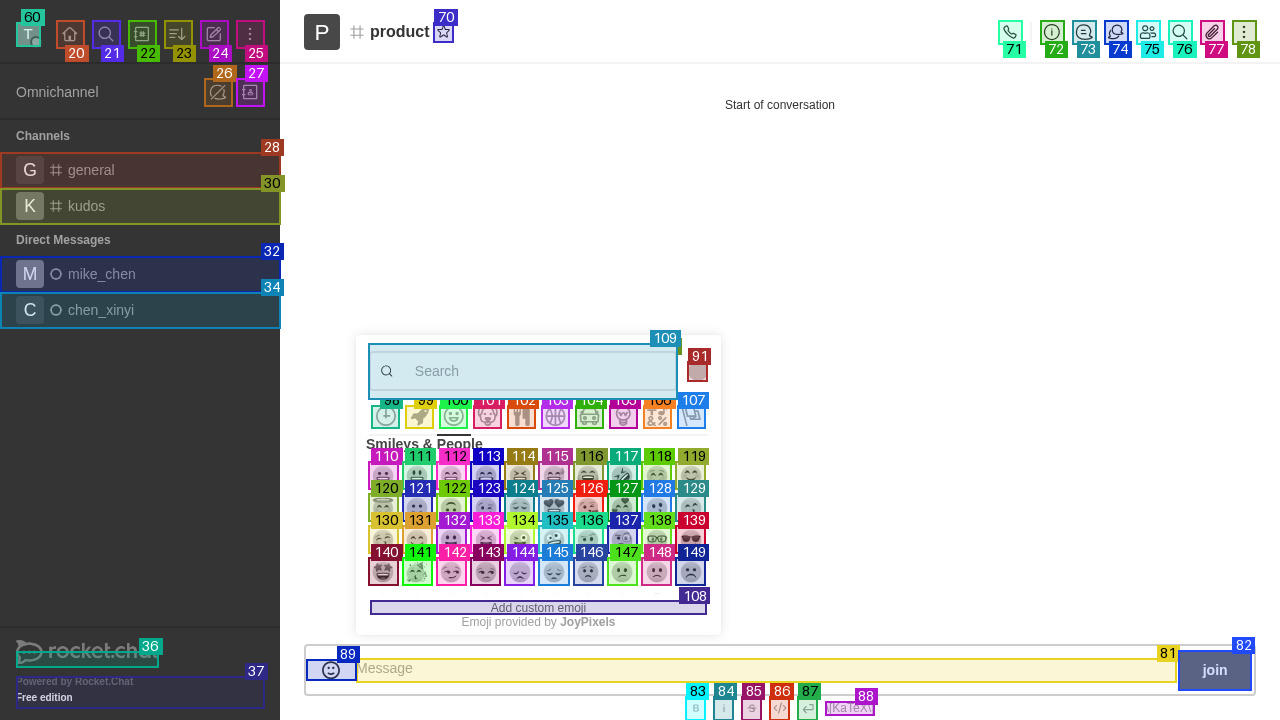 60
T
20
21
22
23
24
25
P
product
70
71
72
73
74
75
76
77
78
26
27
Omnichannel
Start of conversation
Channels
28
G
general
30
K
kudos
Direct Messages
32
M
mike_chen
34
C
chen_xinyi
109
91
Search
98 99 100 101 102 103 104 105 106 107
Smileys & People
110 111 112 113 114 115 116 117 118 119
120 121 122 123 124 125 126 127 128 129
130 131 132 133 134 135 136 137 138 139
140 141 142 143 144 145 146 147 148 149
108
Add custom emoji
Emoji provided by JoyPixels
36
rocket.chat
37
Powered by Rocket.Chat
Free edition
89
Message
81
82
join
83 84 85 86 87 88
B i S </> \KaTeX\